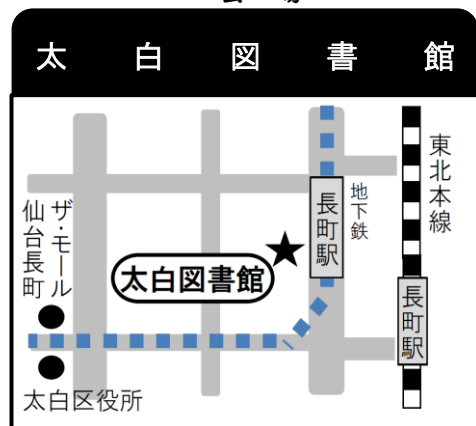 太白図書館
東北本線
地下鉄
長町駅
ザ・モール
仙台長町
太白図書館
長町駅
太白区役所